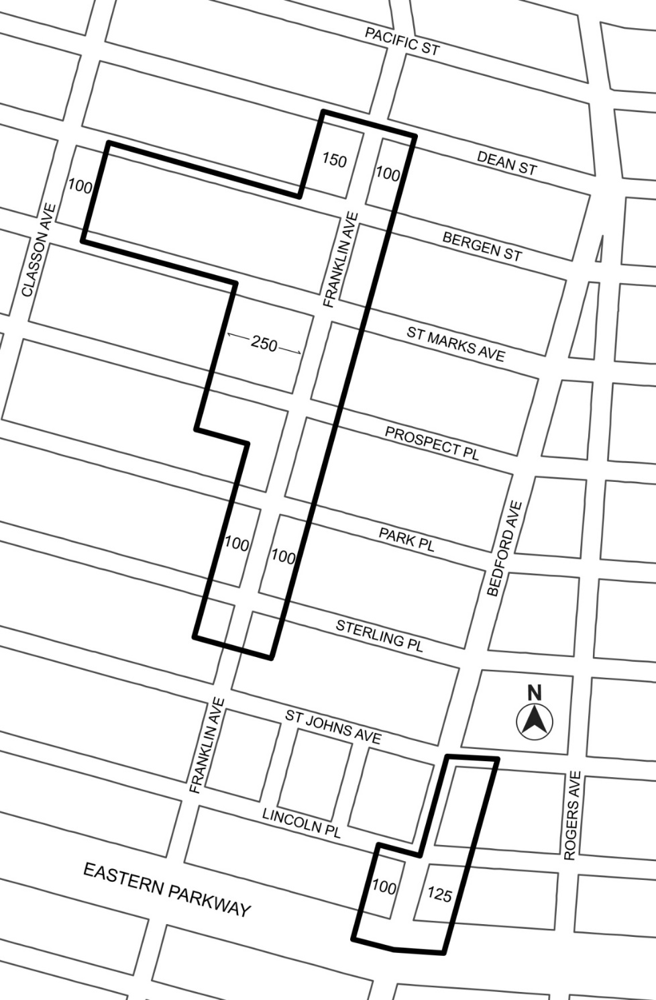 PACIFIC ST
150
DEAN ST
100
100
FRANKLIN AVE
CLASSON AVE
BERGEN ST
250
ST MARKS AVE
PROSPECT PL
BEDFORD AVE
PARK PL
100
100
STERLING PL
N
FRANKLIN AVE
ST JOHNS AVE
ROGERS AVE
LINCOLN PL
EASTERN PARKWAY
100
125